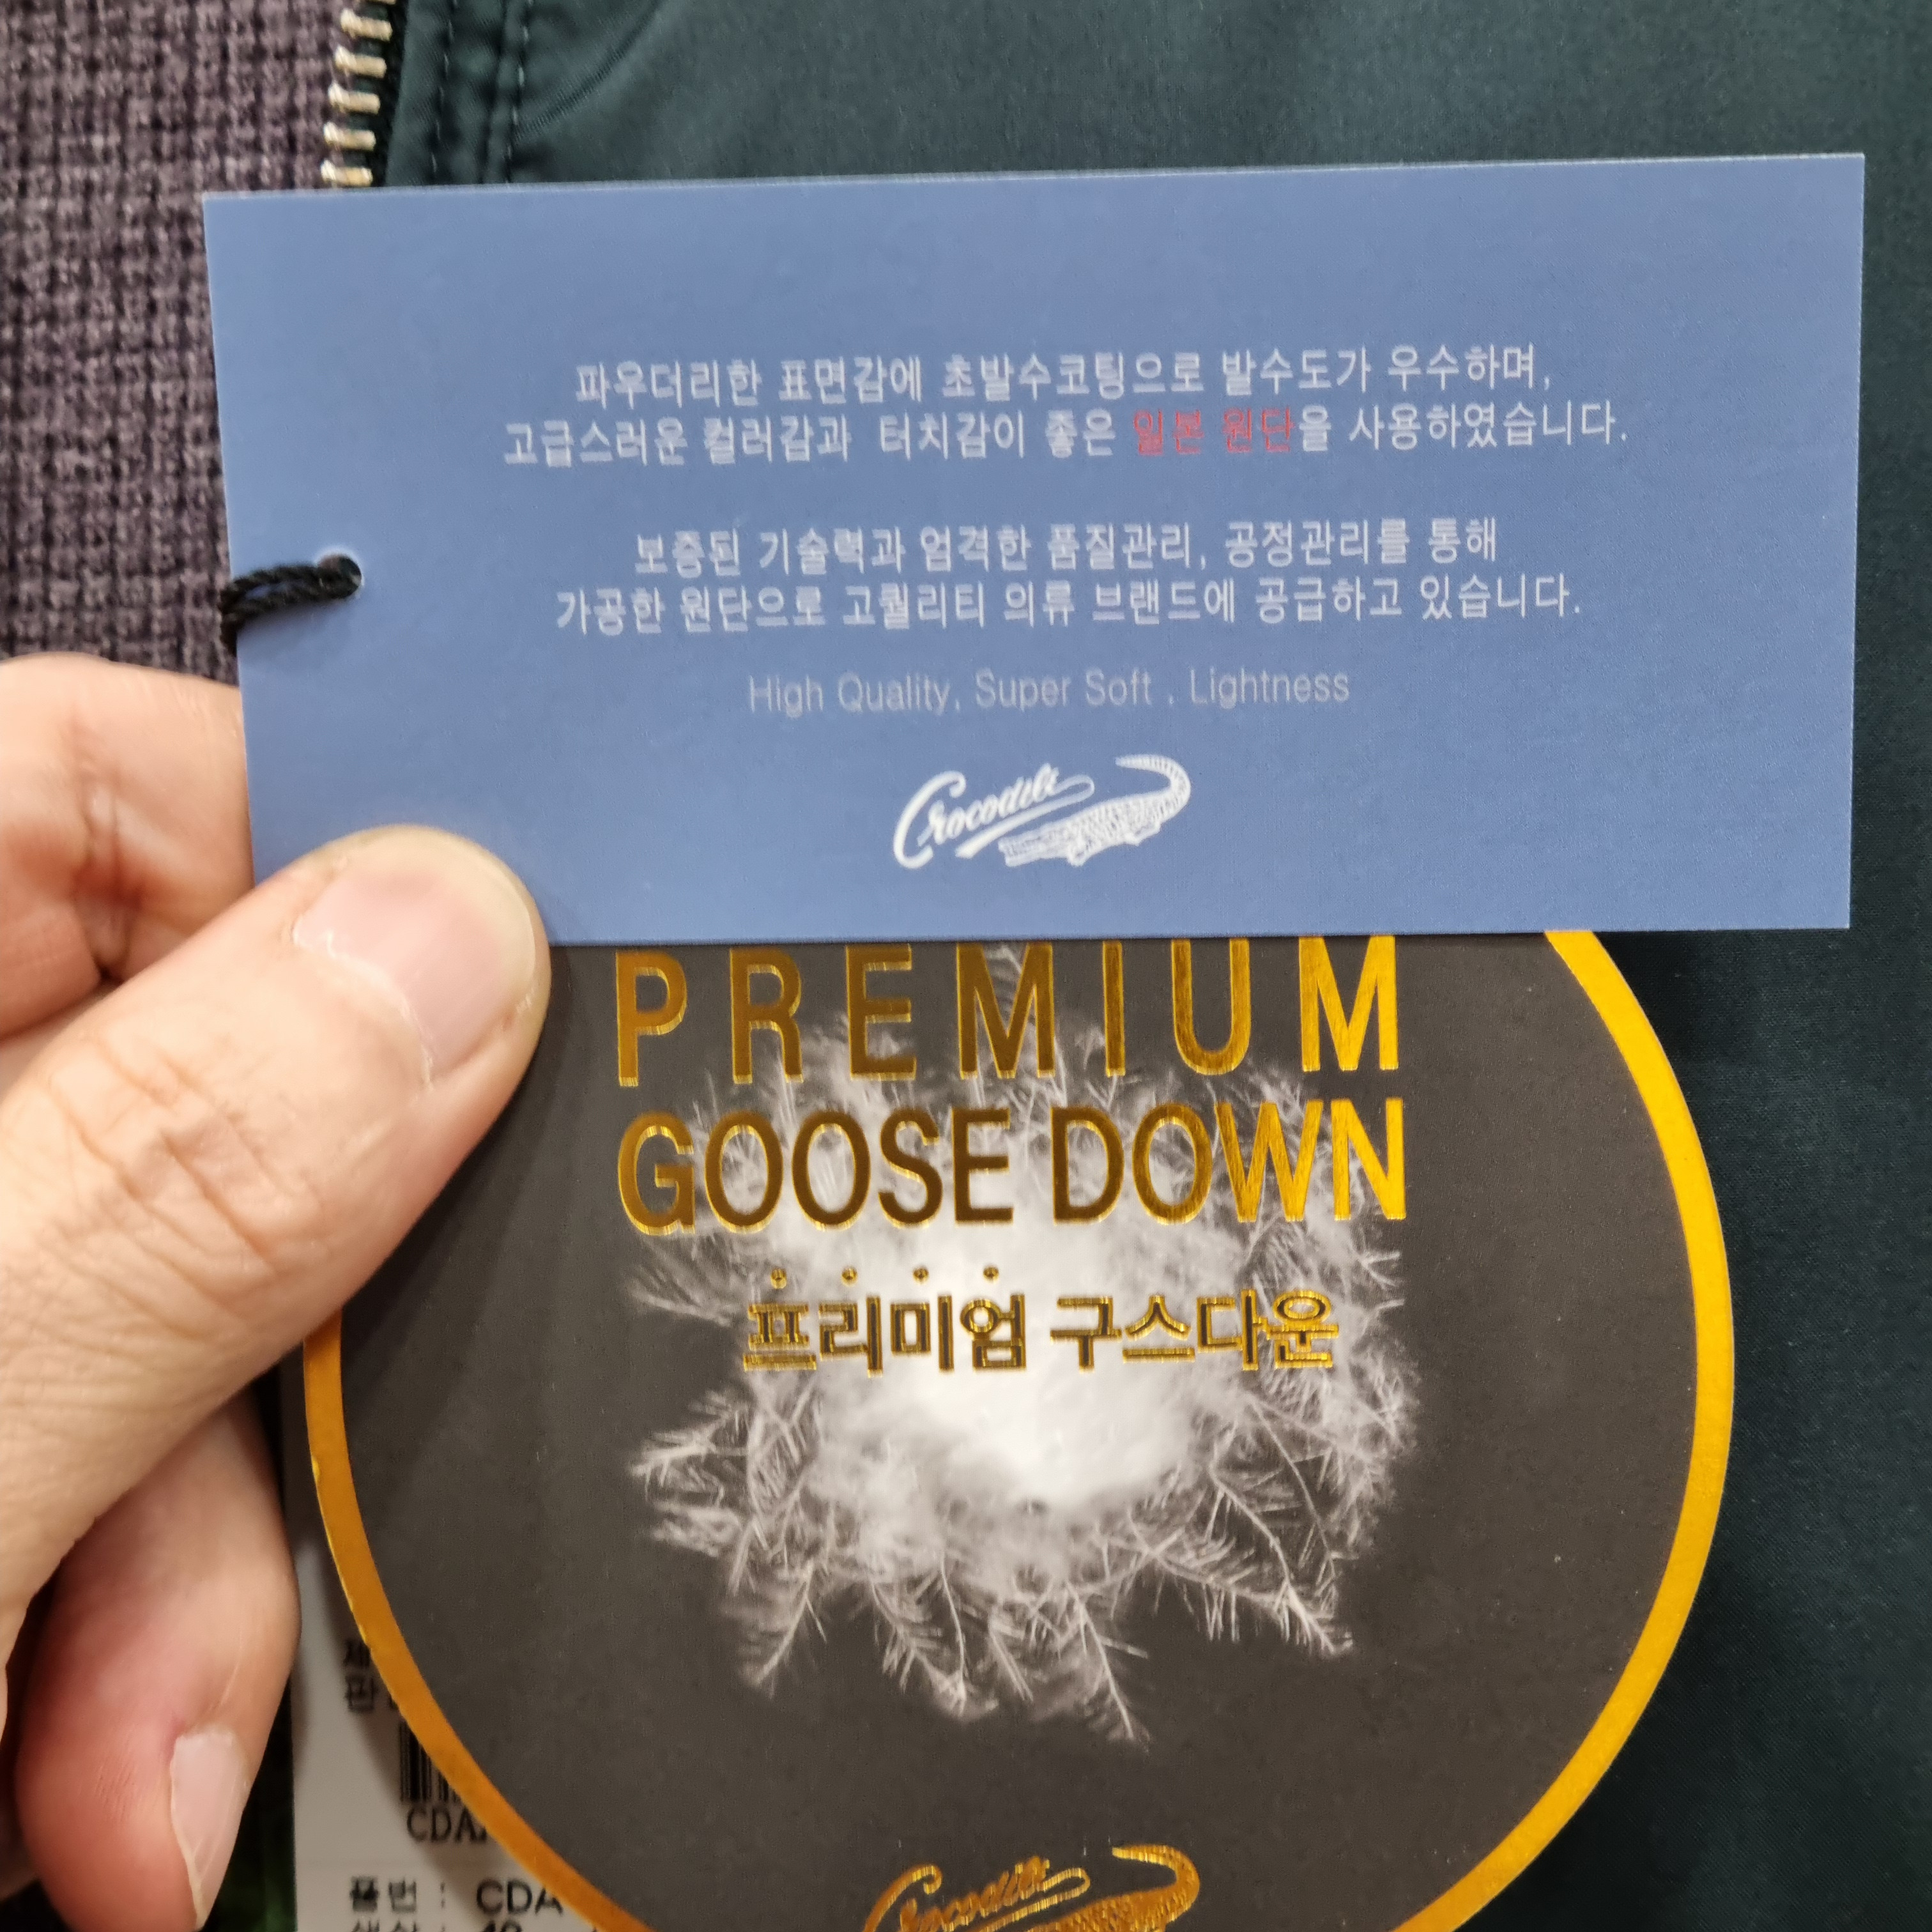 파우더리한 표면감에 초발수코팅으로 발수도가 우수하며,
고급스러운 컬러감과 터치감이 좋은 일본 원단을 사용하였습니다.
보증된 기술력과 엄격한 품질관리, 공정관리를 통해
가공한 원단으로 고퀄리티 의류 브랜드에 공급하고 있습니다.
High Quality, Super Soft , Lightness
Crocodile
PREMIUM
GOOSE DOWN
프리미엄 구스다운
Crocodile
CDA
품번 : CDA